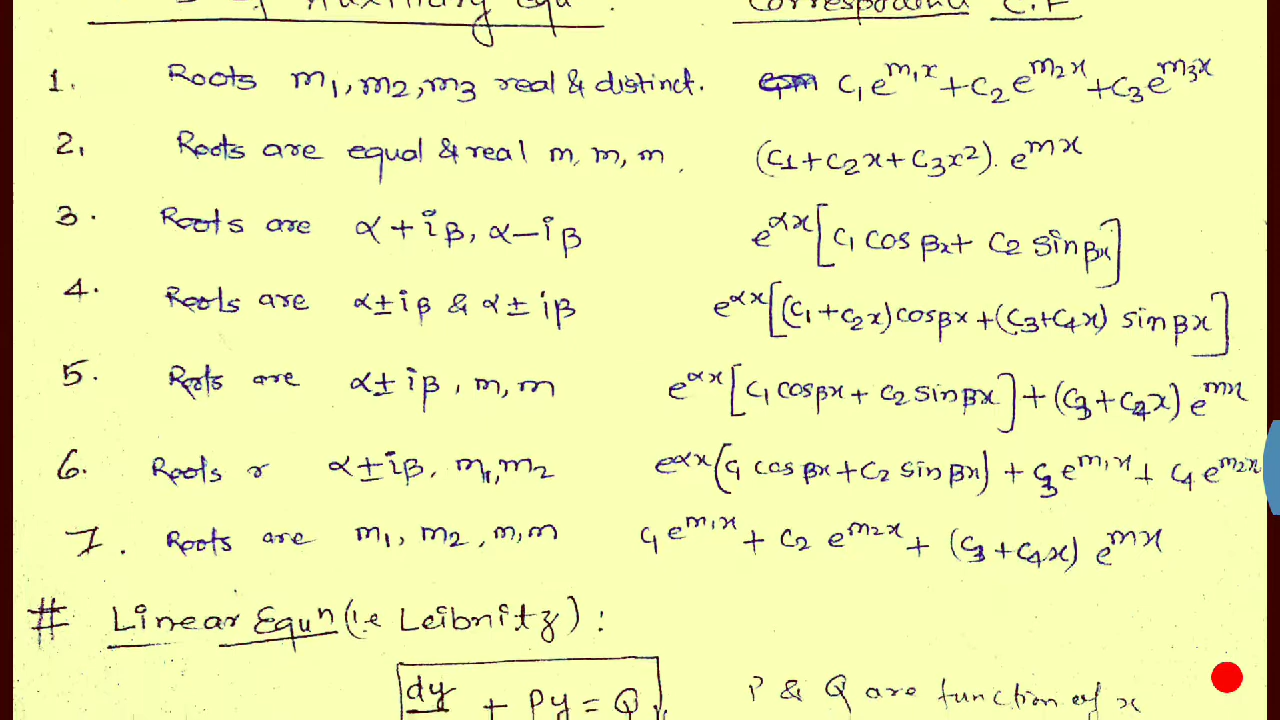 Auxiliary Equ C.F
1. Roots m₁, m₂, m₃ real & distinct. C₁e^m₁x + C₂e^m₂x + C₃e^m₃x
2, Roots are equal & real m, m, m. (C₁+C₂x+C₃x²). e^mx
3. Roots are α+iβ, α-iβ e^αx[C₁ cos βx + C₂ sin βx]
4. Roots are α±iβ & α±iβ e^αx[(C₁+C₂x) cos βx + (C₃+C₄x) sin βx]
5. Roots are α±iβ, m, m e^αx[C₁ cos βx + C₂ sin βx] + (C₃+C₄x) e^mx
6. Roots r α±iβ, m₁, m₂ e^αx(C₁ cos βx + C₂ sin βx) + C₃ e^m₁x + C₄ e^m₂x
7. Roots are m₁, m₂, m, m C₁ e^m₁x + C₂ e^m₂x + (C₃+C₄x) e^mx
# Linear Equn (i.e Leibnitz) :
dy + Py = Q P & Q are function of x